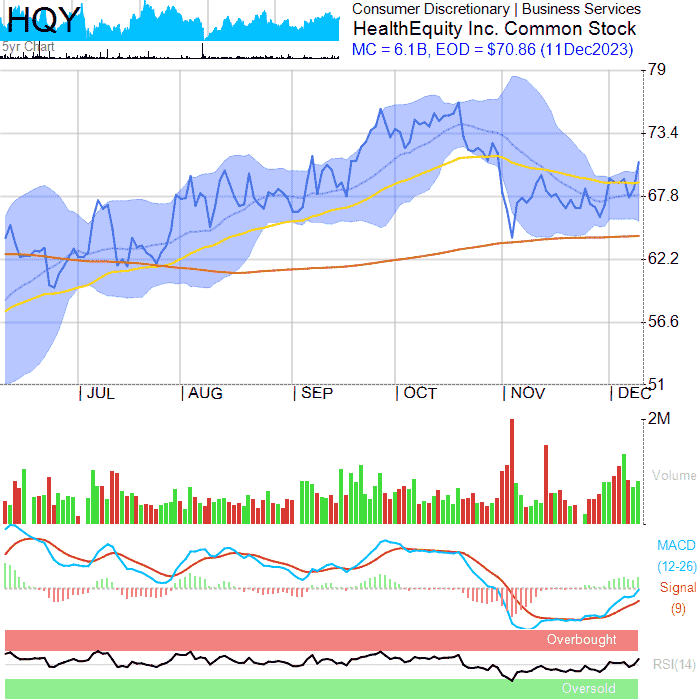 HQY
5yr Chart
Consumer Discretionary | Business Services
HealthEquity Inc. Common Stock
MC = 6.1B, EOD = $70.86 (11Dec2023)
79
73.4
67.8
62.2
56.6
51
| JUL | AUG | SEP | OCT | NOV | DEC
2M
Volume
MACD
(12-26)
Signal
(9)
Overbought
RSI(14)
Oversold